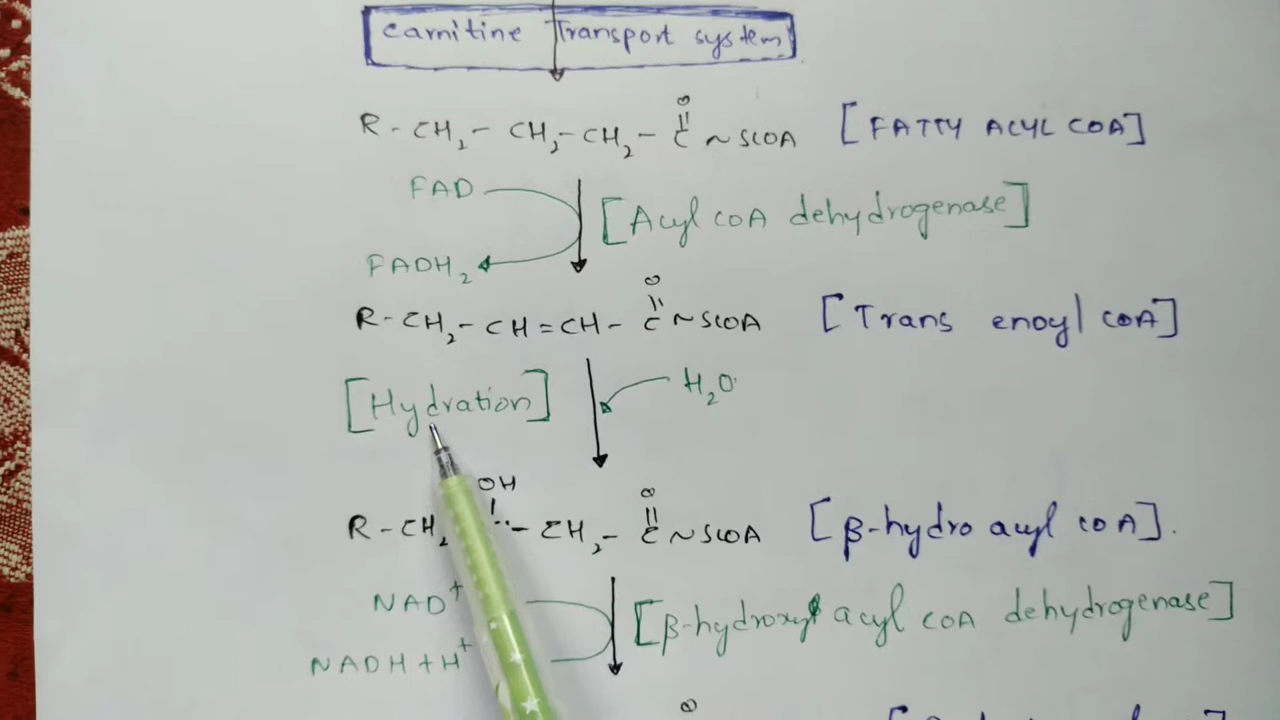 Carnitine Transport system
O
R-CH2-CH2-CH2-C~SCOA [FATTY ACYL COA]
FAD
[Acyl COA dehydrogenase]
FADH2
O
R-CH2-CH=CH-C~SCOA [Trans enoyl COA]
[Hydration] H2O
OH O
R-CH2 - CH2-C~SCOA [β-hydro acyl COA].
NAD+
[β-hydroxy acyl COA dehydrogenase]
NADH+H+
O